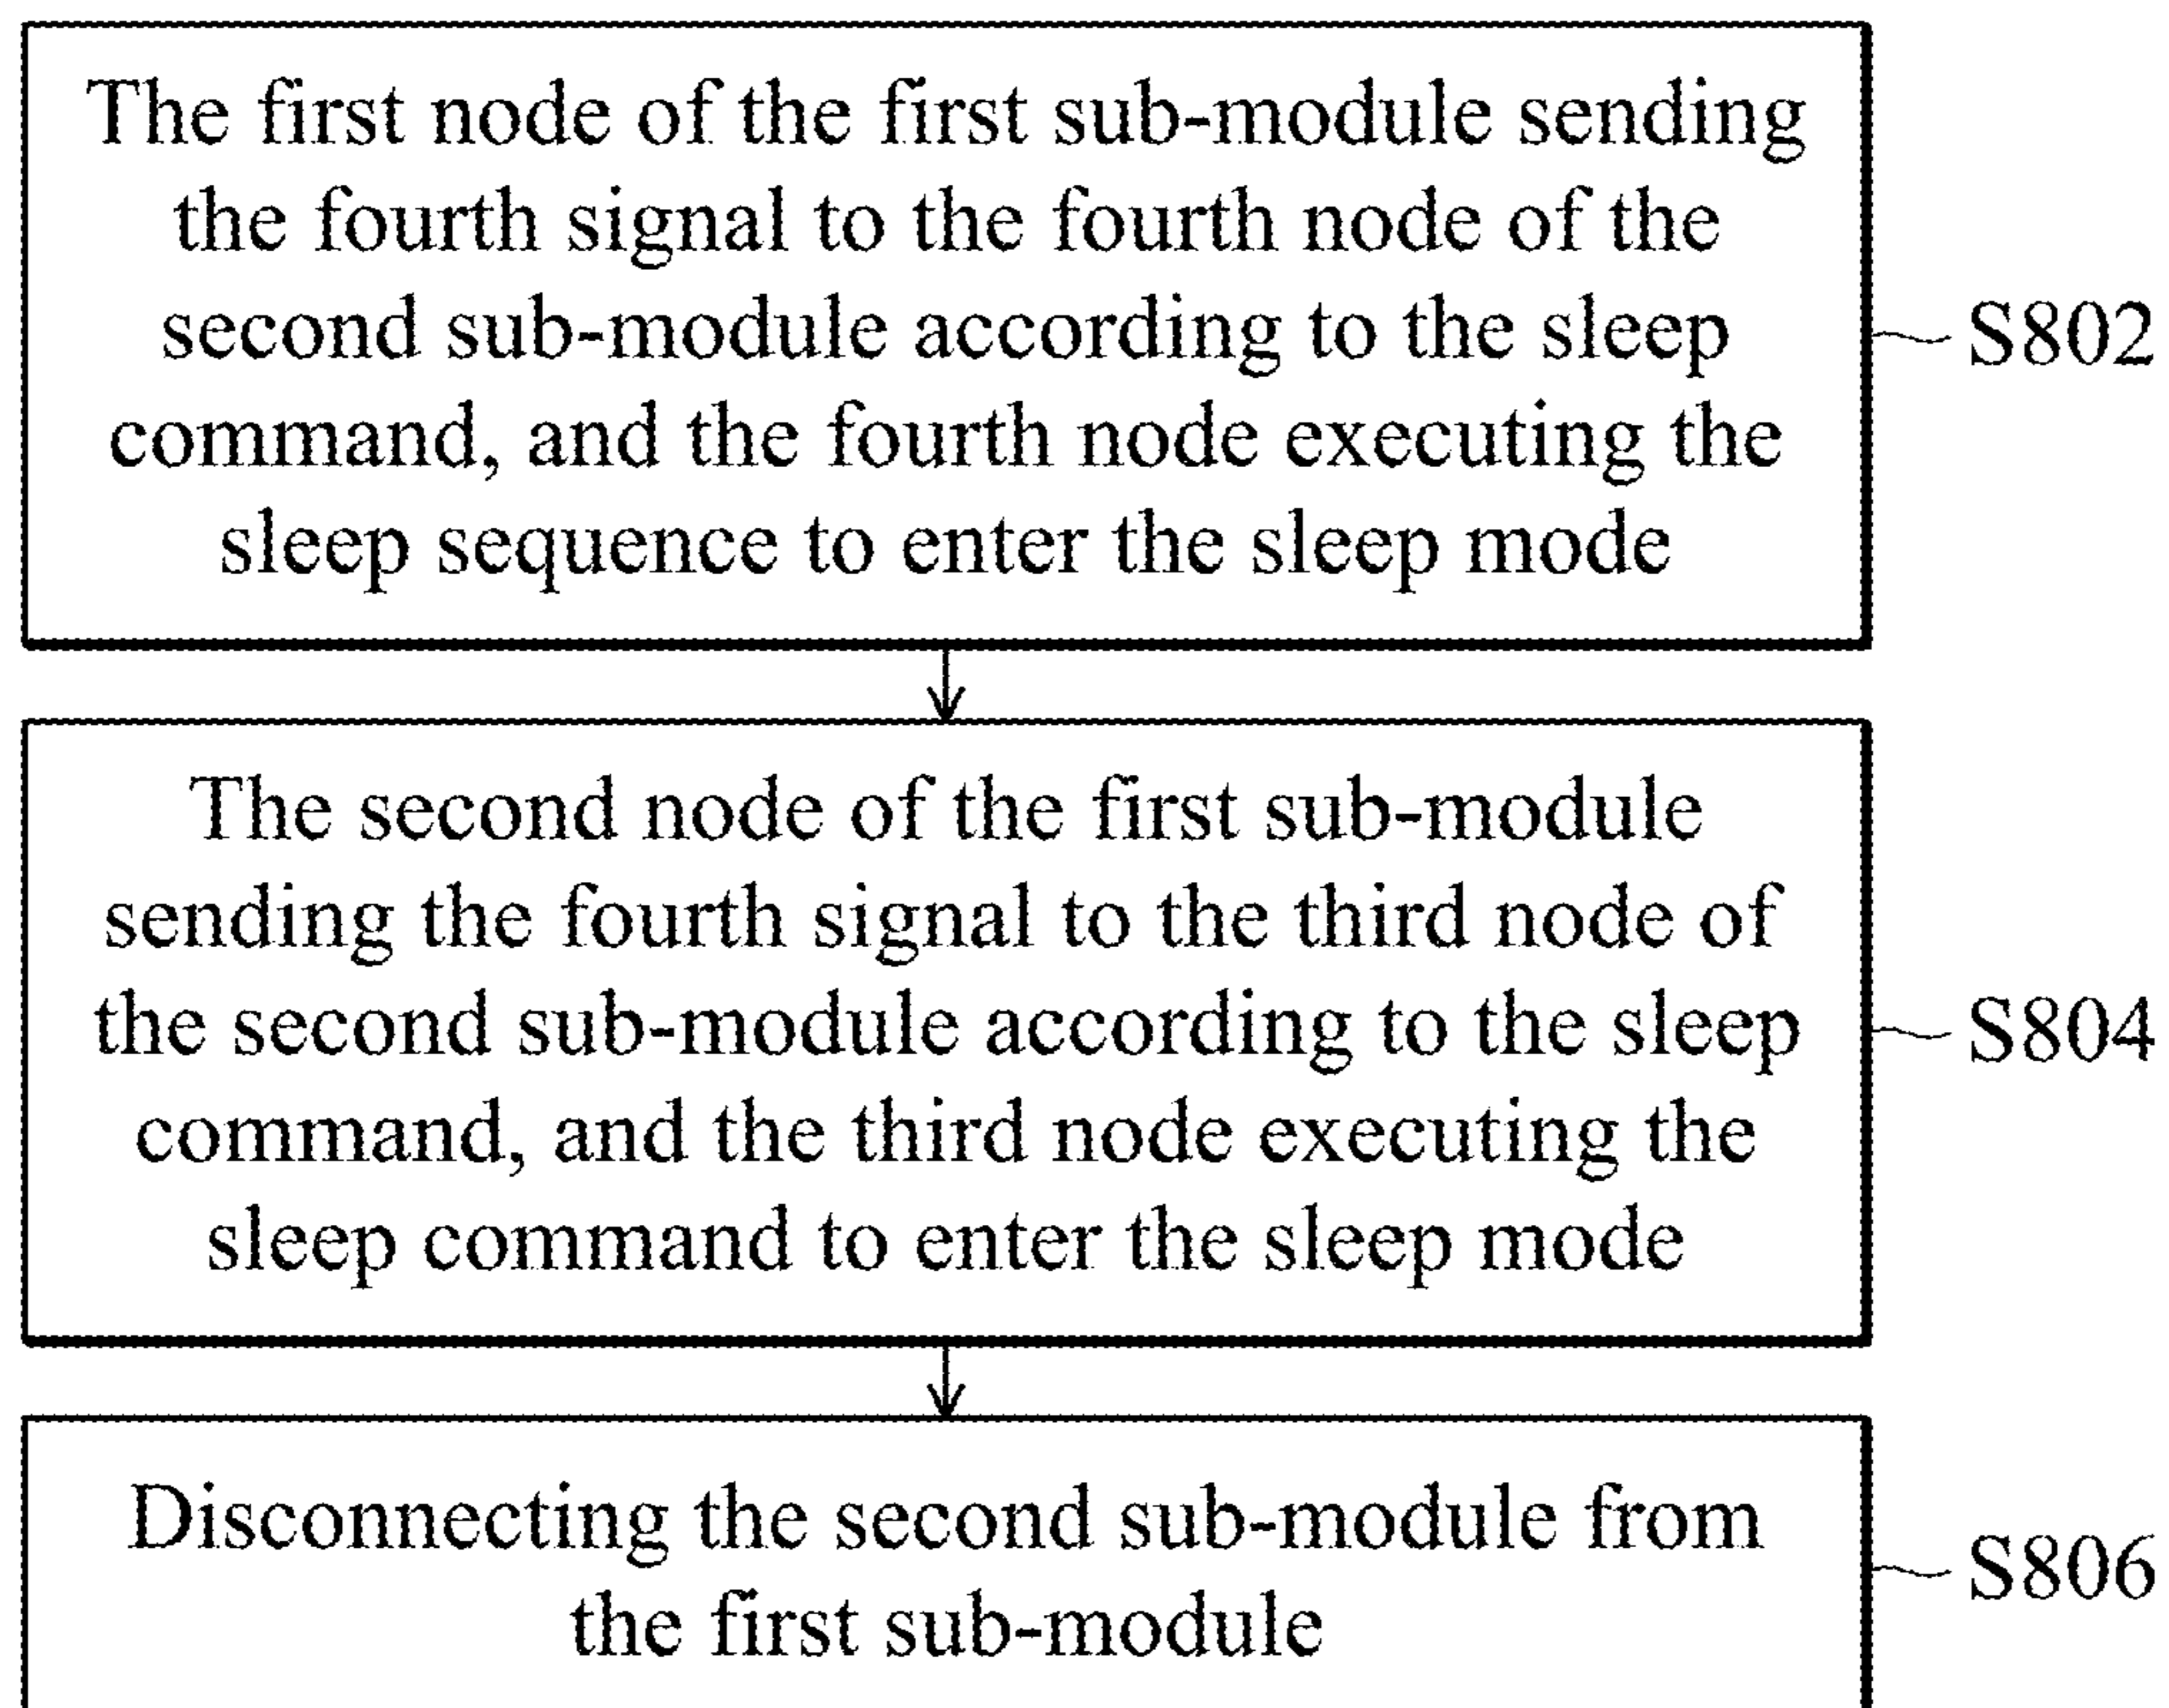 The first node of the first sub-module sending
the fourth signal to the fourth node of the
second sub-module according to the sleep
command, and the fourth node executing the
sleep sequence to enter the sleep mode
S802
The second node of the first sub-module
sending the fourth signal to the third node of
the second sub-module according to the sleep
command, and the third node executing the
sleep command to enter the sleep mode
S804
Disconnecting the second sub-module from
the first sub-module
S806